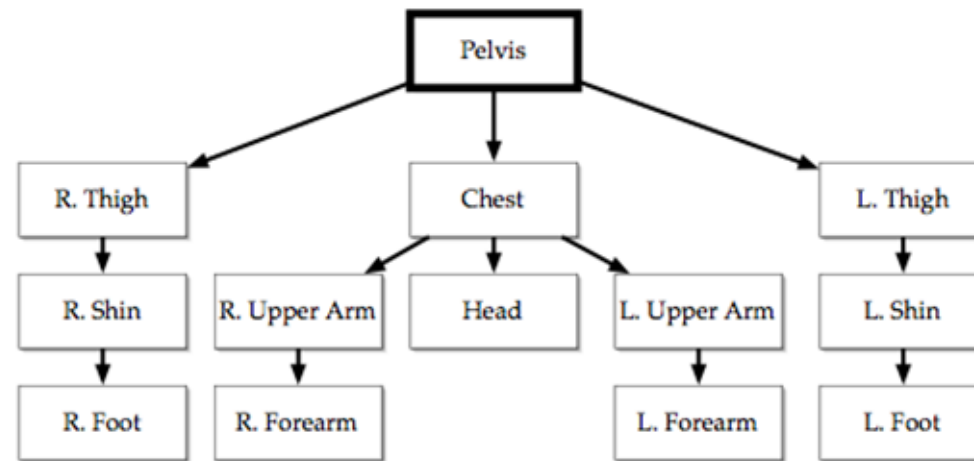 Pelvis
R. Thigh
Chest
L. Thigh
R. Shin
R. Upper Arm
Head
L. Upper Arm
L. Shin
R. Foot
R. Forearm
L. Forearm
L. Foot